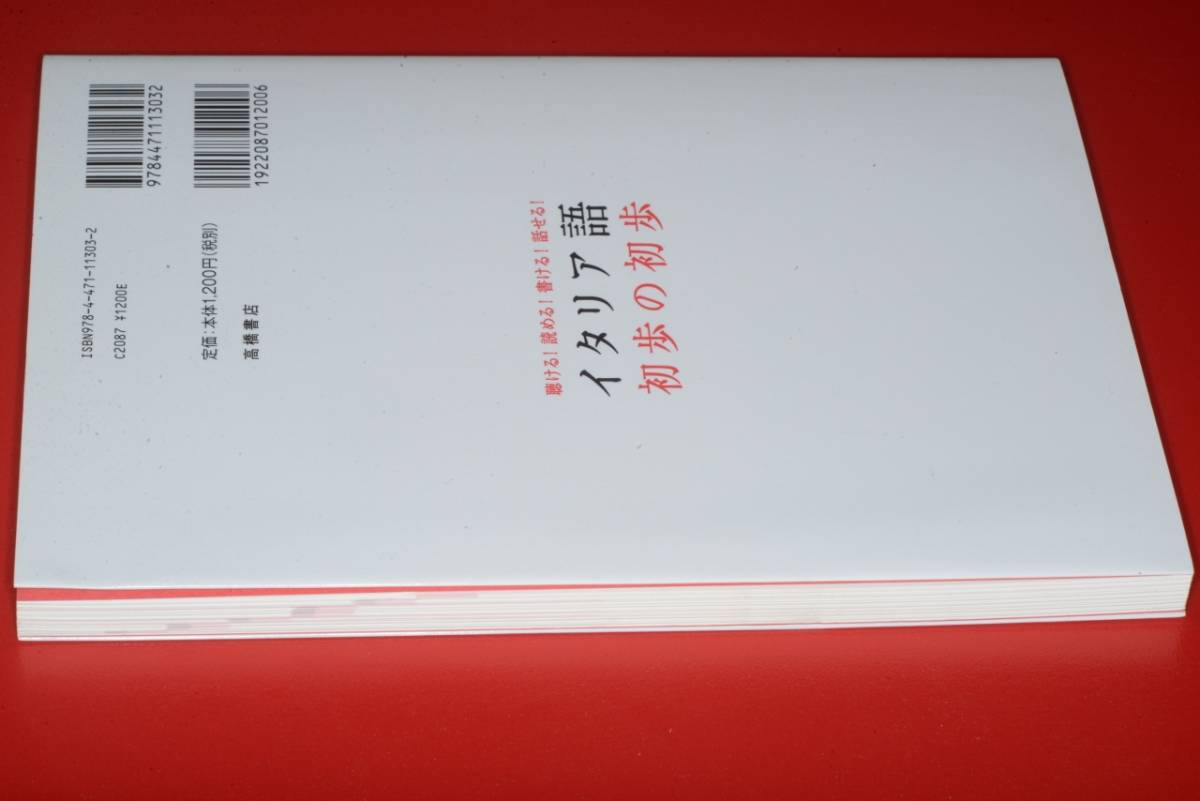 9784471113032
1922087012006
ISBN978-4-471-11303-2
C2087 ¥1200E
定価:本体1,200円(税別)
高橋書店
聴ける!読める!書ける!話せる!
イタリア語
初歩の初歩